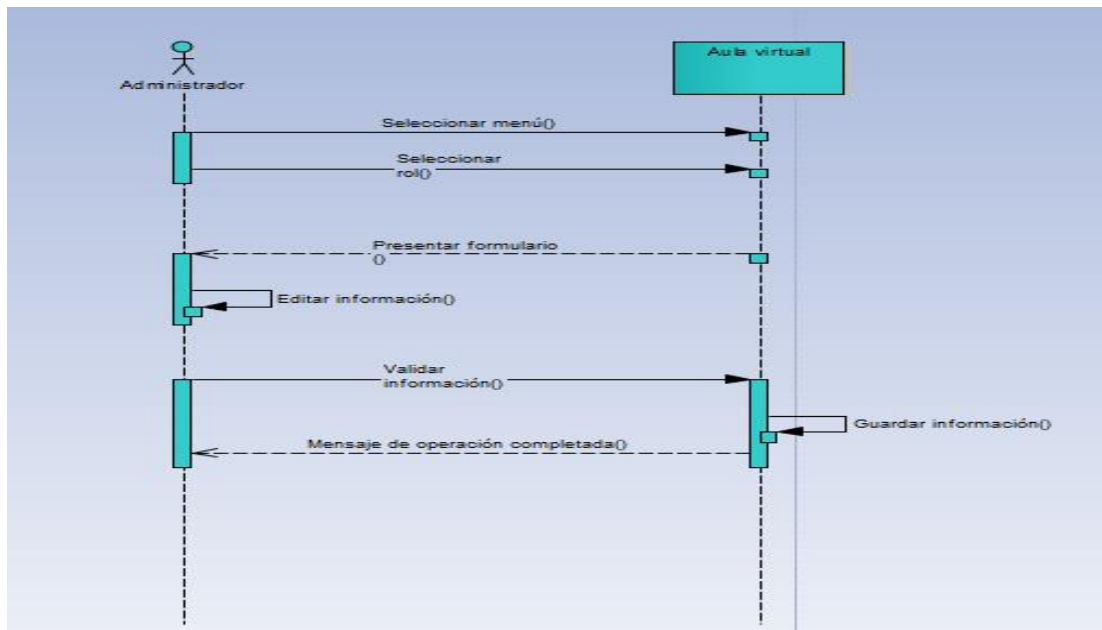 Administrador
Aula virtual
Seleccionar menú()
Seleccionar
rol()
Presentar formulario
()
Editar información()
Validar
información()
Guardar información()
Mensaje de operación completada()